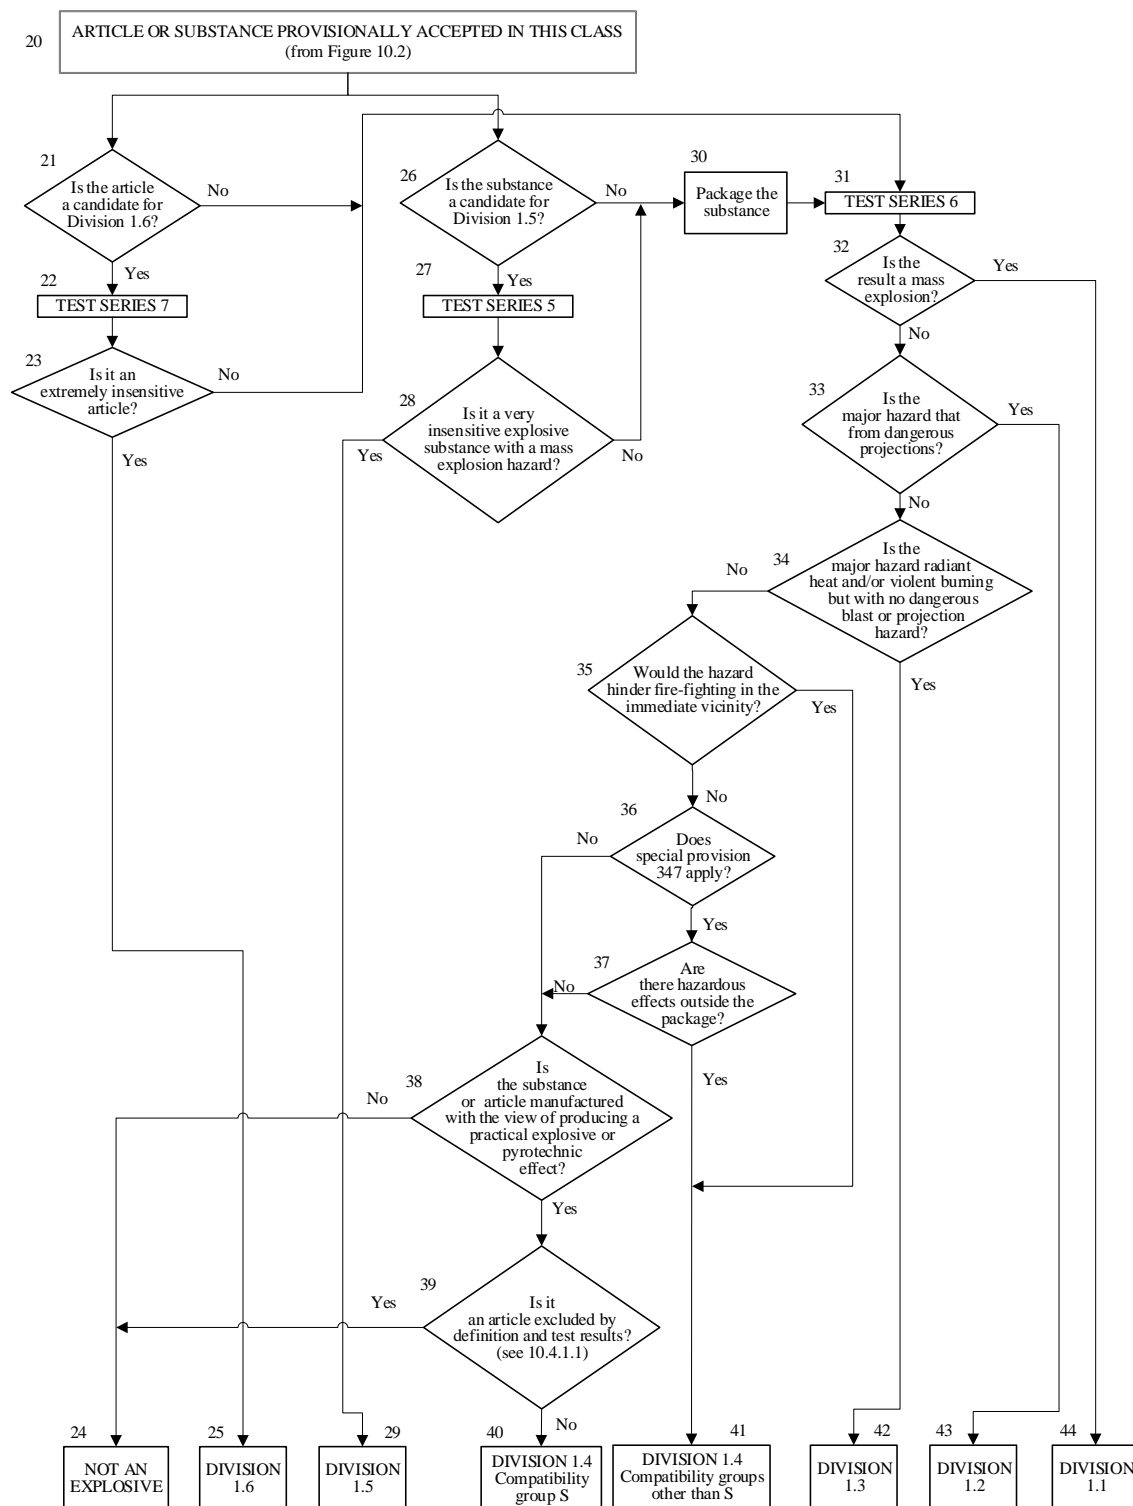 20
ARTICLE OR SUBSTANCE PROVISIONALLY ACCEPTED IN THIS CLASS
(from Figure 10.2)
21
Is the article
a candidate for
Division 1.6?
No
Yes
22
TEST SERIES 7
23
Is it an
extremely insensitive
article?
No
Yes
26
Is the substance
a candidate for
Division 1.5?
No
Yes
27
TEST SERIES 5
28
Is it a very
insensitive explosive
substance with a mass
explosion hazard?
Yes
No
30
Package the
substance
31
TEST SERIES 6
32
Is the
result a mass
explosion?
Yes
No
33
Is the
major hazard that
from dangerous
projections?
Yes
No
34
Is the
major hazard radiant
heat and/or violent burning
but with no dangerous
blast or projection
hazard?
No
Yes
35
Would the hazard
hinder fire-fighting in the
immediate vicinity?
Yes
No
36
Does
special provision
347 apply?
No
Yes
37
Are
there hazardous
effects outside the
package?
No
Yes
38
Is
the substance
or article manufactured
with the view of producing a
practical explosive or
pyrotechnic
effect?
No
Yes
39
Is it
an article excluded by
definition and test results?
(see 10.4.1.1)
Yes
No
24
NOT AN
EXPLOSIVE
25
DIVISION
1.6
29
DIVISION
1.5
40
DIVISION 1.4
Compatibility
group S
41
DIVISION 1.4
Compatibility groups
other than S
42
DIVISION
1.3
43
DIVISION
1.2
44
DIVISION
1.1